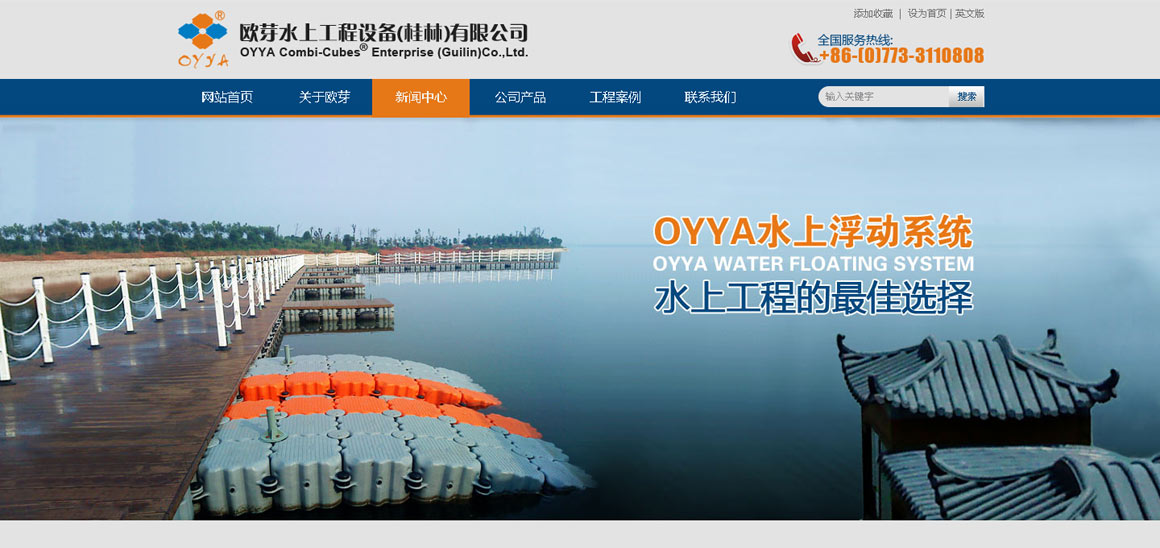 添加收藏 | 设为首页 | 英文版
®
欧芽水上工程设备(桂林)有限公司
OYYA Combi-Cubes® Enterprise (Guilin)Co.,Ltd.
OYYA
全国服务热线:
+86-(0)773-3110808
网站首页 关于欧芽 新闻中心 公司产品 工程案例 联系我们 输入关键字 搜索
OYYA水上浮动系统
OYYA WATER FLOATING SYSTEM
水上工程的最佳选择